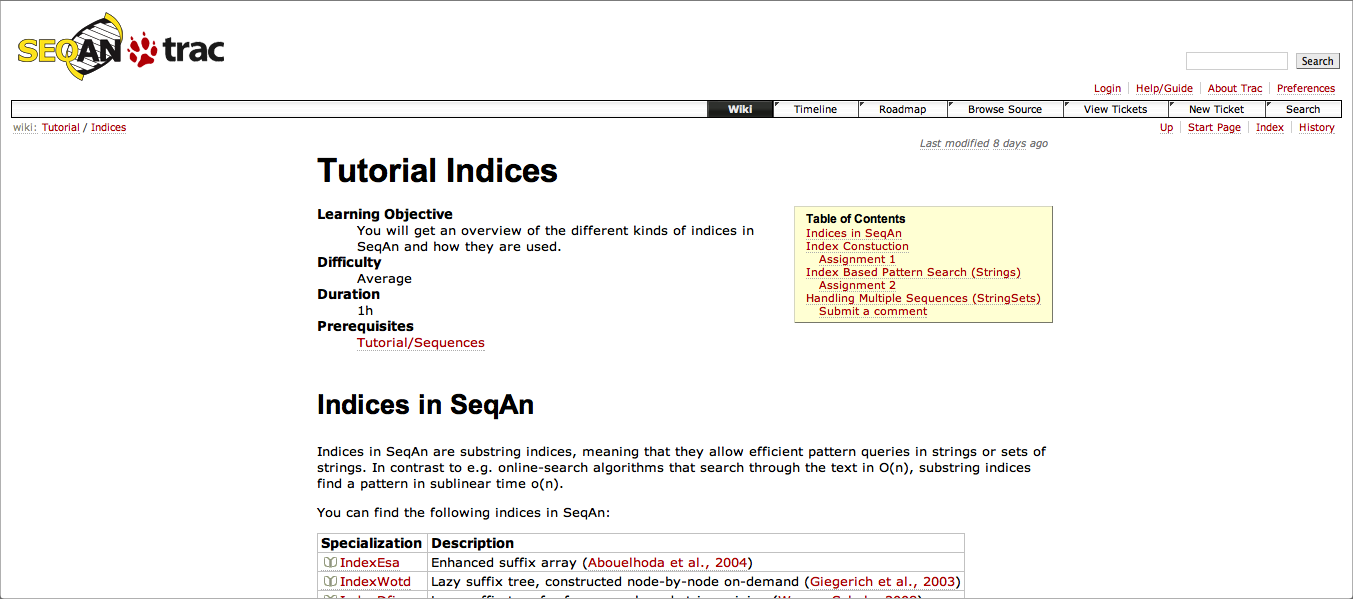 SEQAN trac
Search
Login Help/Guide About Trac Preferences
Wiki Timeline Roadmap Browse Source View Tickets New Ticket Search
wiki: Tutorial / Indices
Up Start Page Index History
Last modified 8 days ago
Tutorial Indices
Learning Objective
You will get an overview of the different kinds of indices in
SeqAn and how they are used.
Difficulty
Average
Duration
1h
Prerequisites
Tutorial/Sequences
Table of Contents
Indices in SeqAn
Index Constuction
Assignment 1
Index Based Pattern Search (Strings)
Assignment 2
Handling Multiple Sequences (StringSets)
Submit a comment
Indices in SeqAn
Indices in SeqAn are substring indices, meaning that they allow efficient pattern queries in strings or sets of
strings. In contrast to e.g. online-search algorithms that search through the text in O(n), substring indices
find a pattern in sublinear time o(n).
You can find the following indices in SeqAn:
Specialization Description
IndexEsa Enhanced suffix array (Abouelhoda et al., 2004)
IndexWotd Lazy suffix tree, constructed node-by-node on-demand (Giegerich et al., 2003)